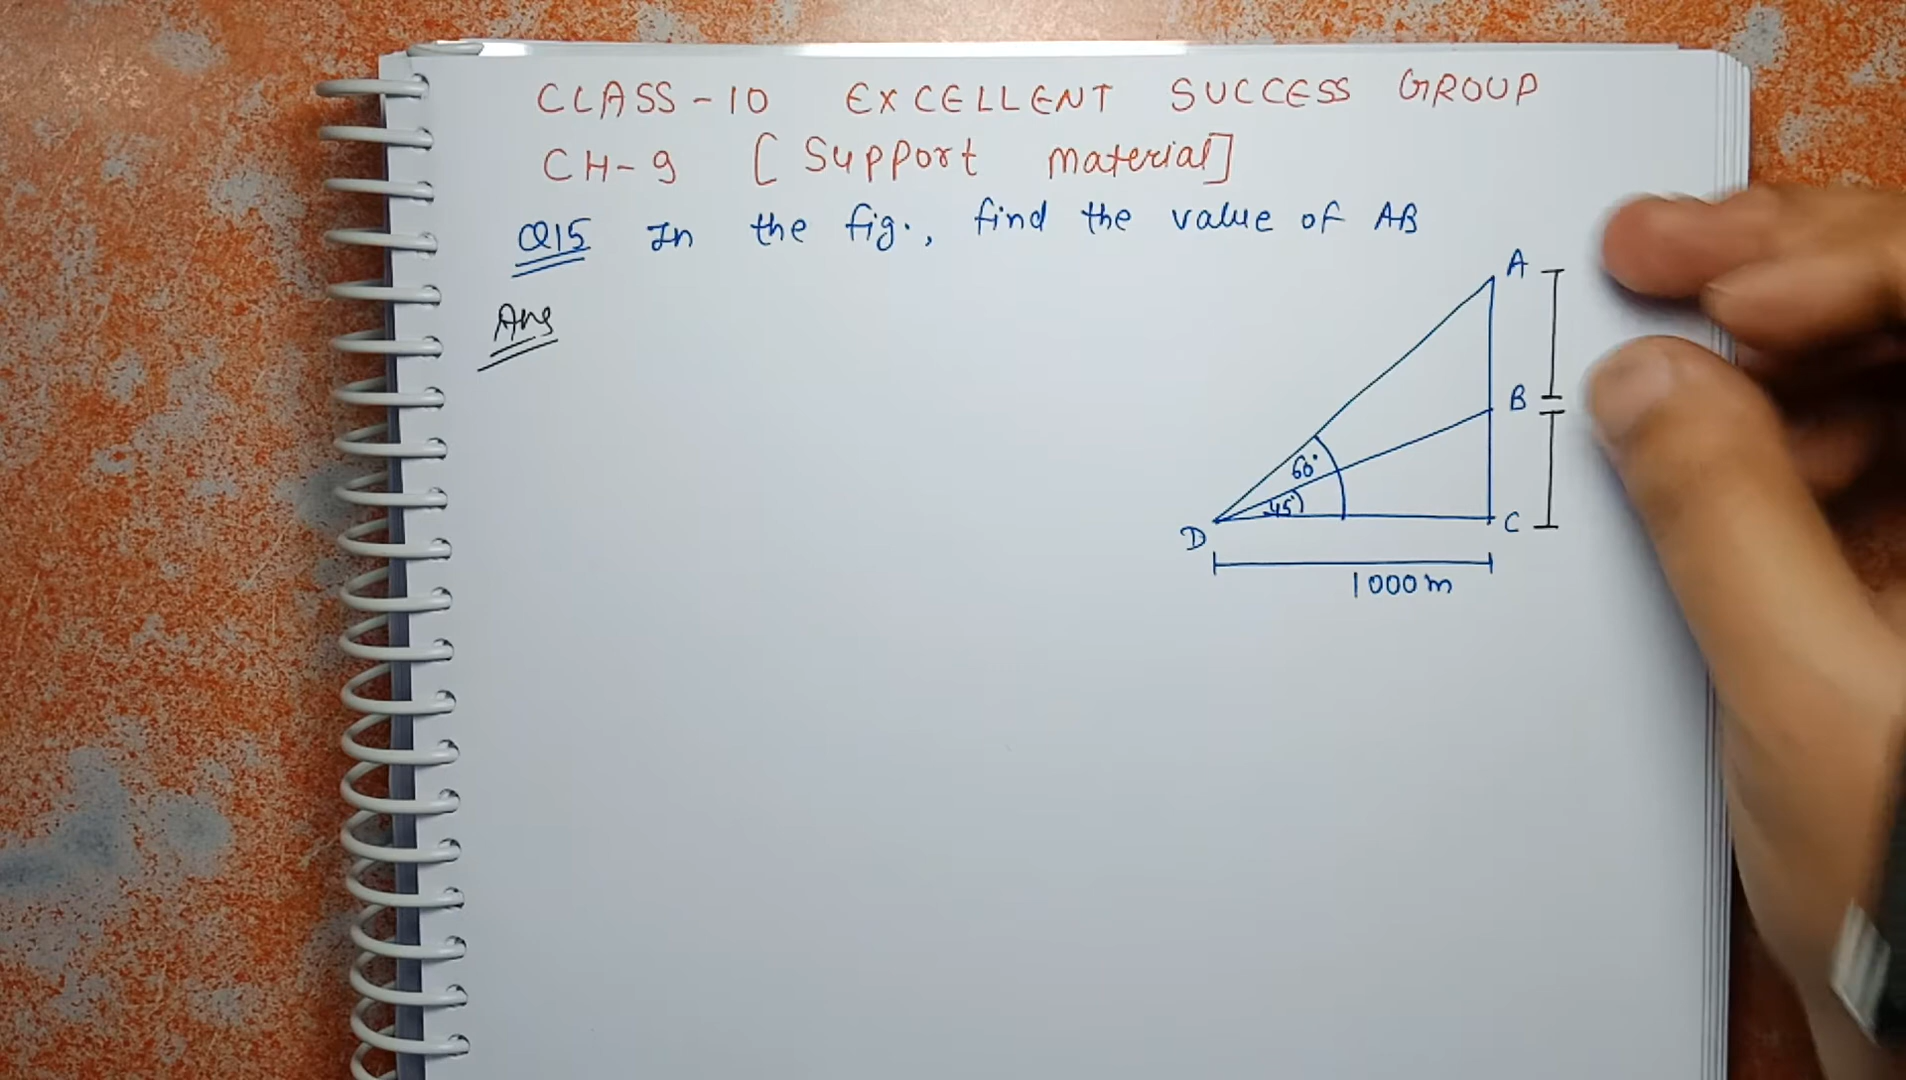 CLASS-10 EXCELLENT SUCCESS GROUP
CH-9 [Support material]
Q15 In the fig., find the value of AB
Ans
A
B
60°
45°
D
C
1000m